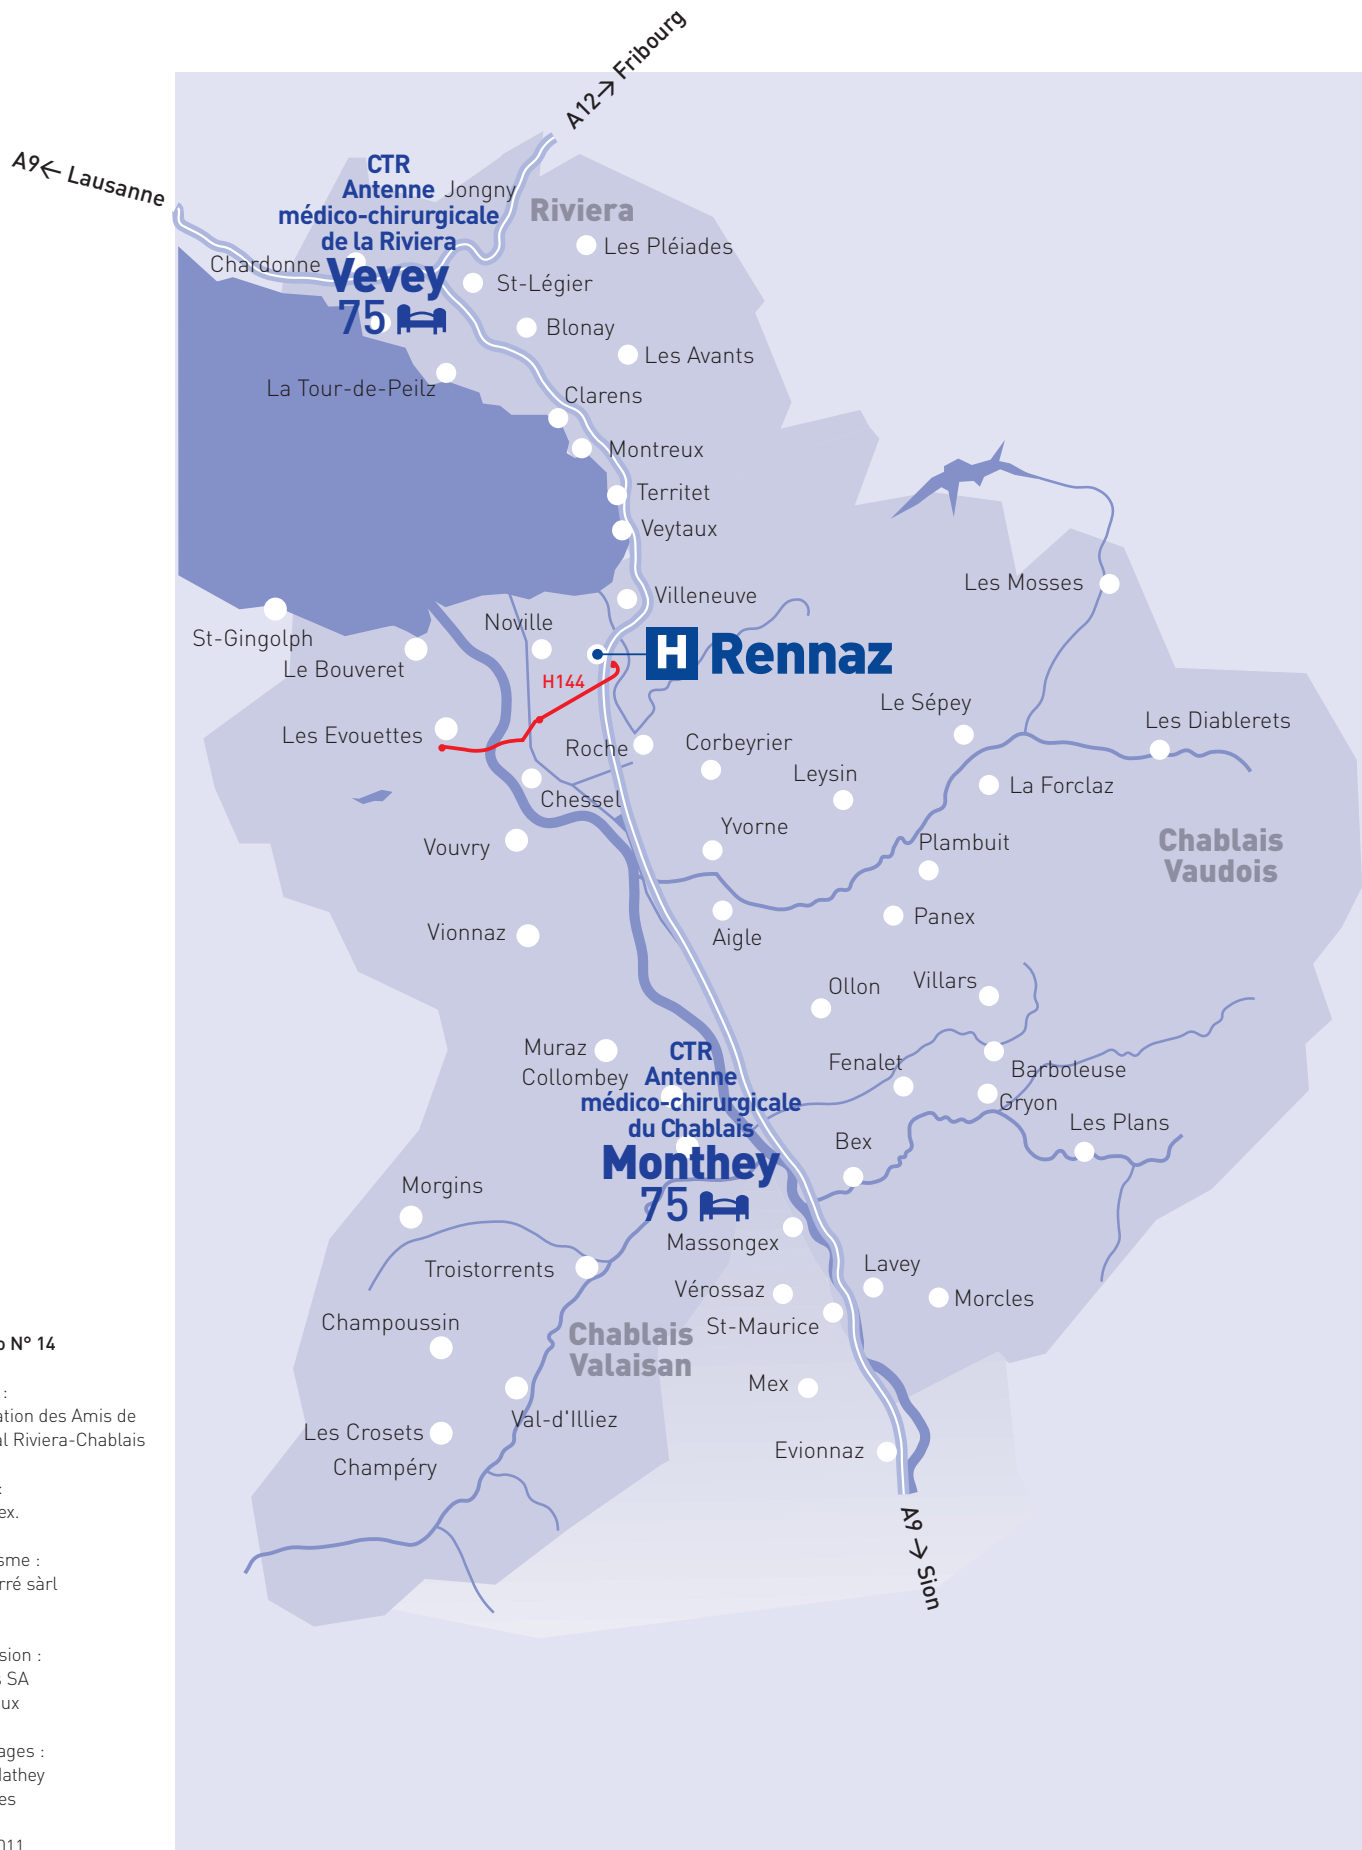 A12→ Fribourg
A9← Lausanne
CTR
Antenne
médico-chirurgicale
de la Riviera
Vevey
75
Jongny
Riviera
Les Pléiades
Chardonne
St-Légier
Blonay
Les Avants
La Tour-de-Peilz
Clarens
Montreux
Territet
Veytaux
Les Mosses
Villeneuve
St-Gingolph
Noville
Le Bouveret
H Rennaz
H144
Le Sépey
Les Diablerets
Les Evouettes
Roche
Corbeyrier
Leysin
La Forclaz
Chessel
Yvorne
Vouvry
Plambuit
Chablais
Vaudois
Panex
Vionnaz
Aigle
Ollon
Villars
Muraz
Collombey
CTR
Antenne
médico-chirurgicale
du Chablais
Monthey
75
Fenalet
Barboleuse
Gryon
Les Plans
Bex
Morgins
Massongex
Troistorrents
Lavey
Vérossaz
Morcles
St-Maurice
Champoussin
Chablais
Valaisan
Mex
Val-d'Illiez
Les Crosets
Champéry
Evionnaz
A9 → Sion
N° 14
:
ation des Amis de
al Riviera-Chablais
:
ex.
sme :
rré sàrl
sion :
s SA
ux
ages :
Mathey
es
011